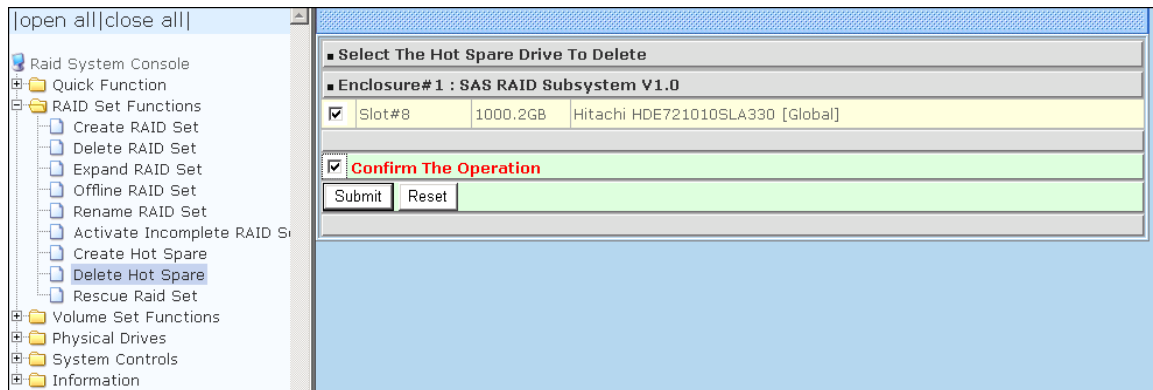 |open all|close all|
Raid System Console
Quick Function
RAID Set Functions
Create RAID Set
Delete RAID Set
Expand RAID Set
Offline RAID Set
Rename RAID Set
Activate Incomplete RAID S
Create Hot Spare
Delete Hot Spare
Rescue Raid Set
Volume Set Functions
Physical Drives
System Controls
Information
Select The Hot Spare Drive To Delete
Enclosure#1 : SAS RAID Subsystem V1.0
Slot#8 1000.2GB Hitachi HDE721010SLA330 [Global]
Confirm The Operation
Submit Reset